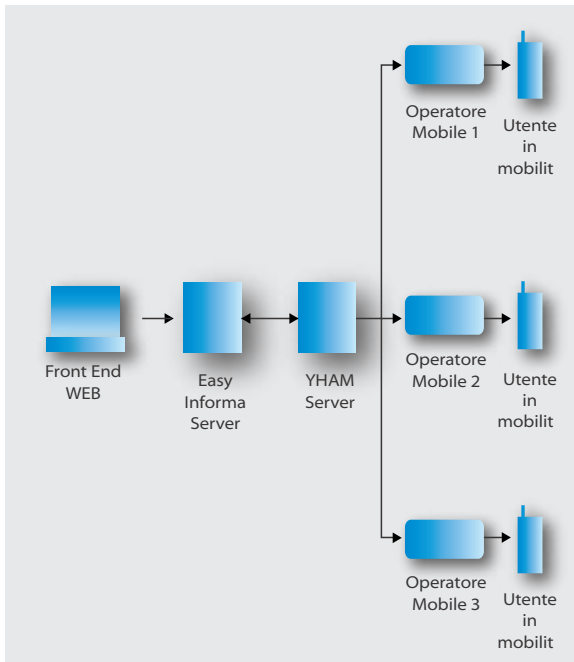 Operatore
Mobile 1
Utente
in
mobilit
Front End
WEB
Easy
Informa
Server
YHAM
Server
Operatore
Mobile 2
Utente
in
mobilit
Operatore
Mobile 3
Utente
in
mobilit